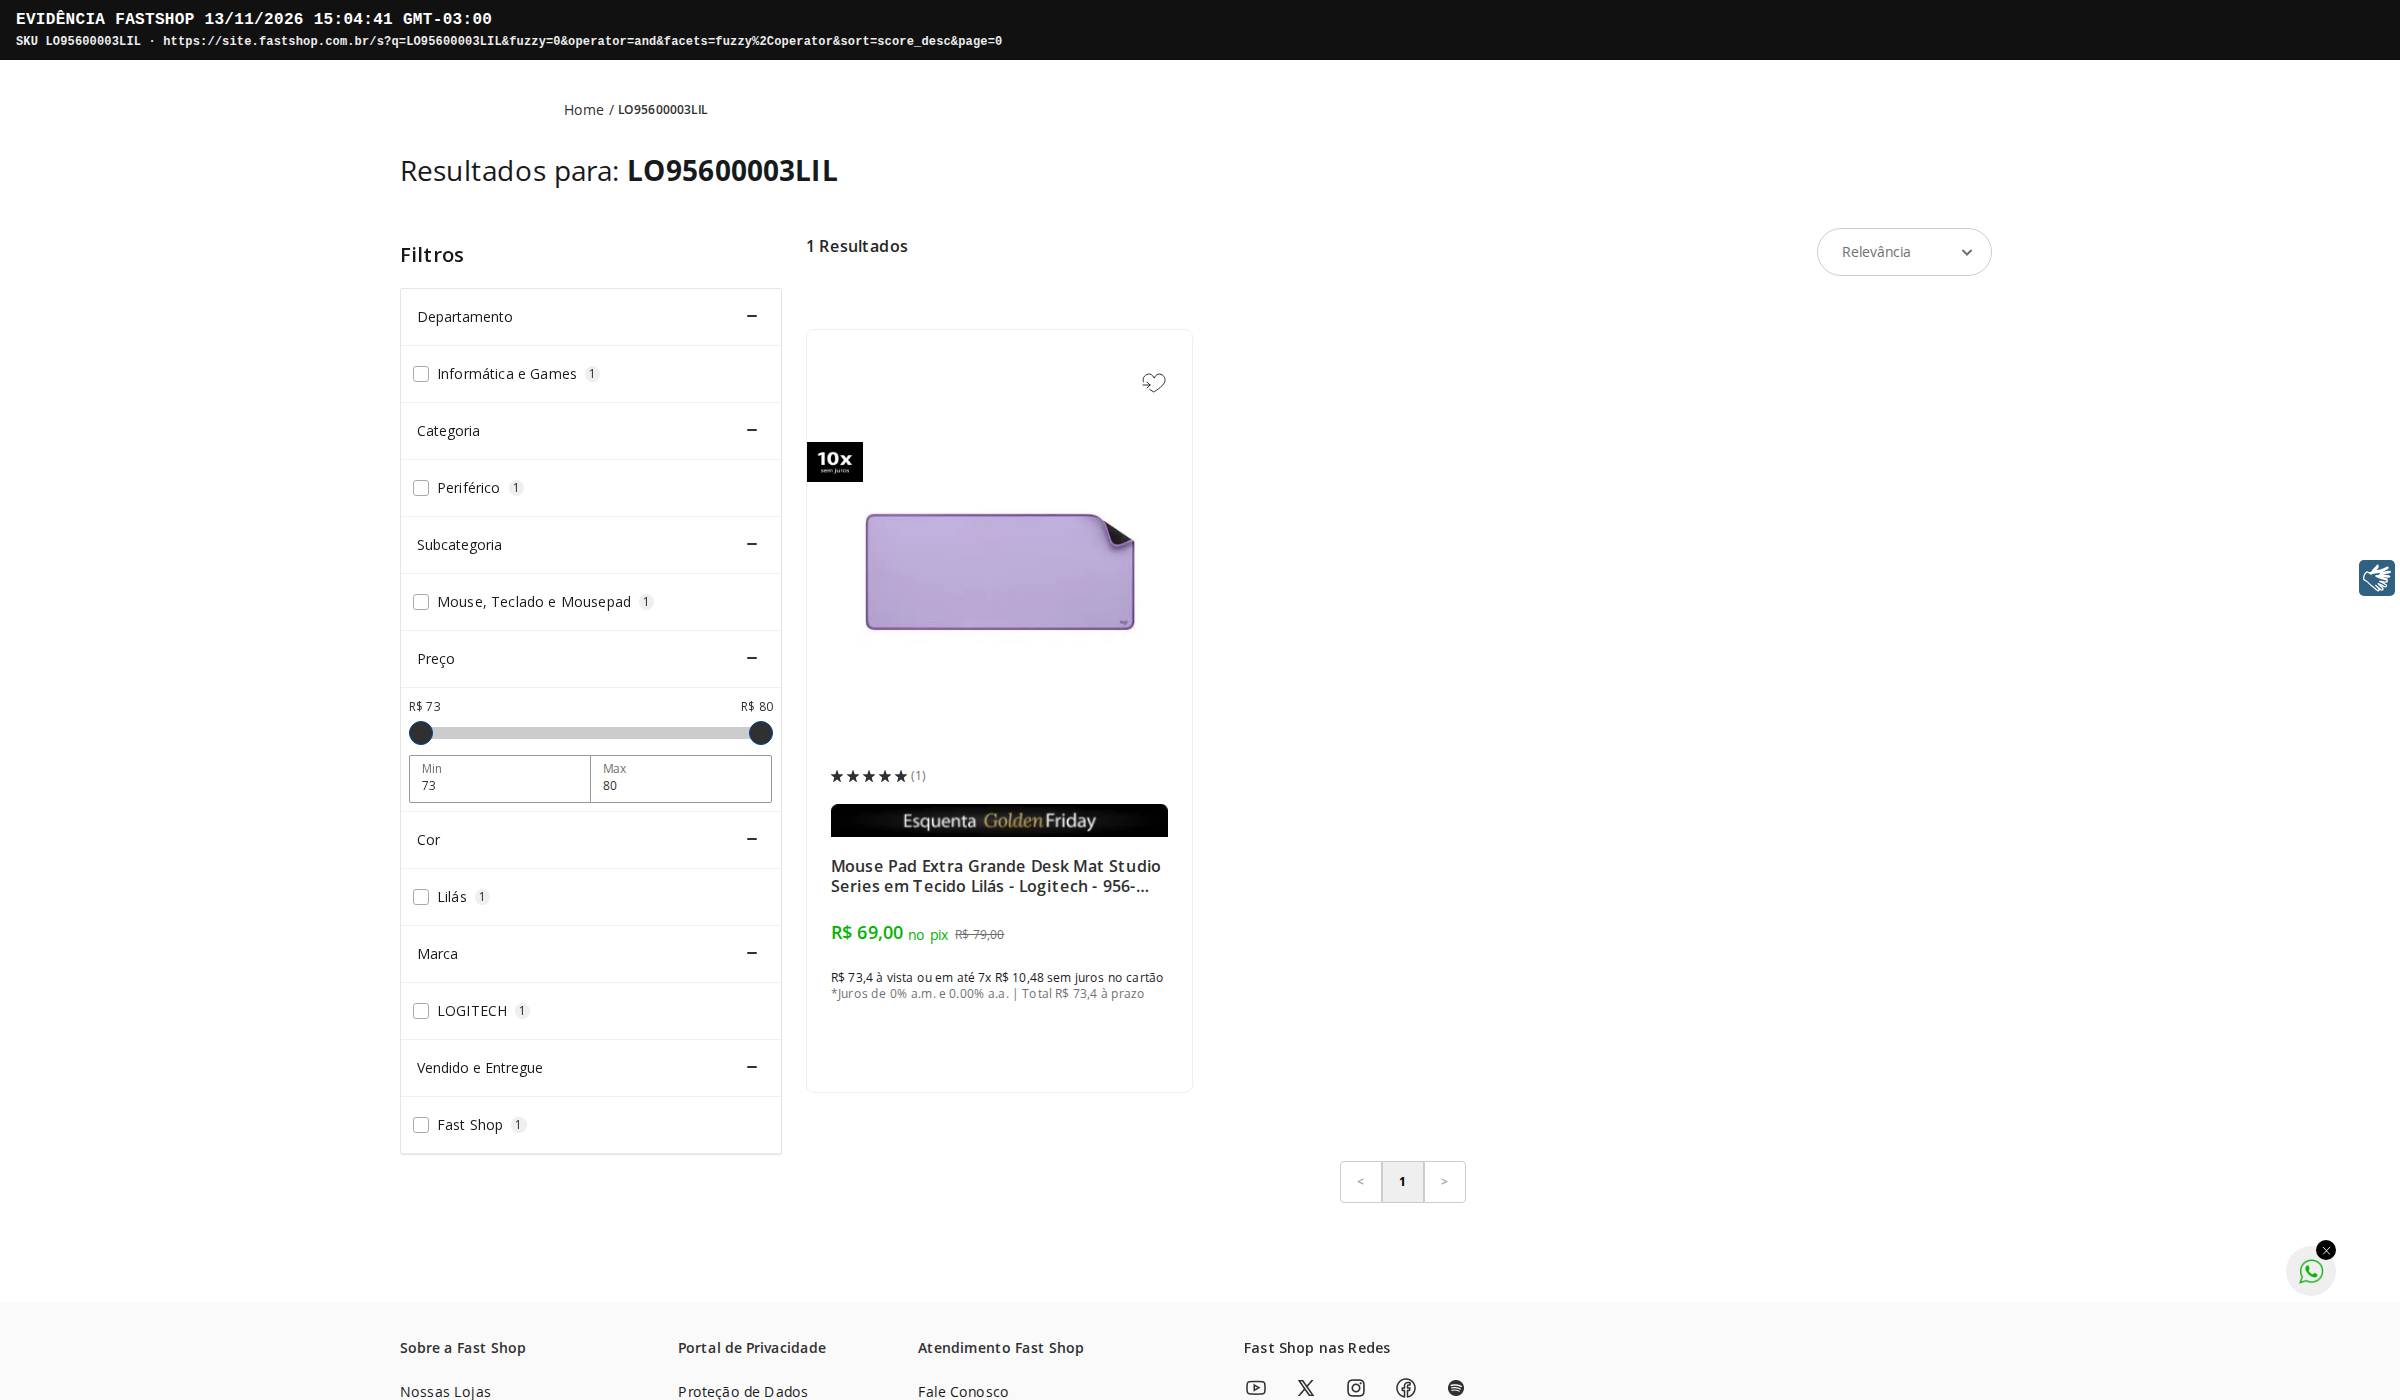 EVIDÊNCIA FASTSHOP 13/11/2026 15:04:41 GMT-03:00
SKU LO95600003LIL · https://site.fastshop.com.br/s?q=LO95600003LIL&fuzzy=0&operator=and&facets=fuzzy%2Coperator&sort=score_desc&page=0
Home / LO95600003LIL
Resultados para: LO95600003LIL
Filtros
Departamento
Informática e Games 1
Categoria
Periférico 1
Subcategoria
Mouse, Teclado e Mousepad 1
Preço
R$ 73 R$ 80
Min Max
73 80
Cor
Lilás 1
Marca
LOGITECH 1
Vendido e Entregue
Fast Shop 1
1 Resultados
Relevância
10x
sem juros
logi
(1)
Esquenta Golden Friday
Mouse Pad Extra Grande Desk Mat Studio
Series em Tecido Lilás - Logitech - 956-...
R$ 69,00 no pix R$ 79,00
R$ 73,4 à vista ou em até 7x R$ 10,48 sem juros no cartão
*Juros de 0% a.m. e 0.00% a.a. | Total R$ 73,4 à prazo
< 1 >
Sobre a Fast Shop
Nossas Lojas
Portal de Privacidade
Proteção de Dados
Atendimento Fast Shop
Fale Conosco
Fast Shop nas Redes